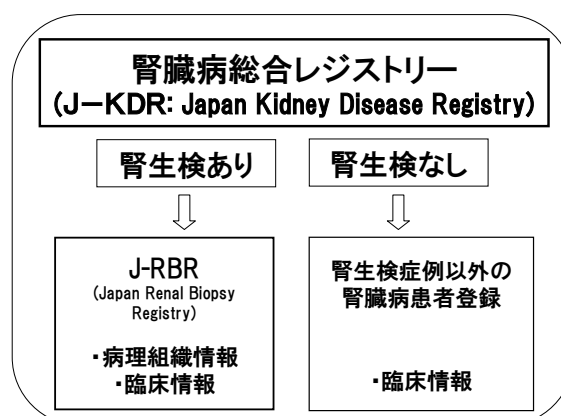 腎臓病総合レジストリー
(J−KDR: Japan Kidney Disease Registry)
腎生検あり
腎生検なし
J-RBR
(Japan Renal Biopsy
Registry)
・病理組織情報
・臨床情報
腎生検症例以外の
腎臓病患者登録
・臨床情報